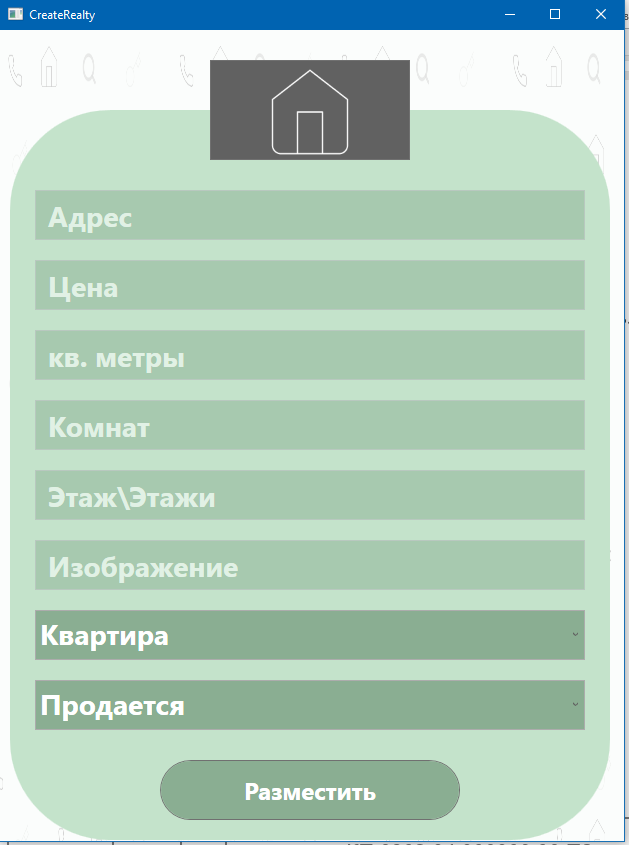 CreateRealty
Адрес
Цена
кв. метры
Комнат
Этаж\Этажи
Изображение
Квартира
Продается
Разместить